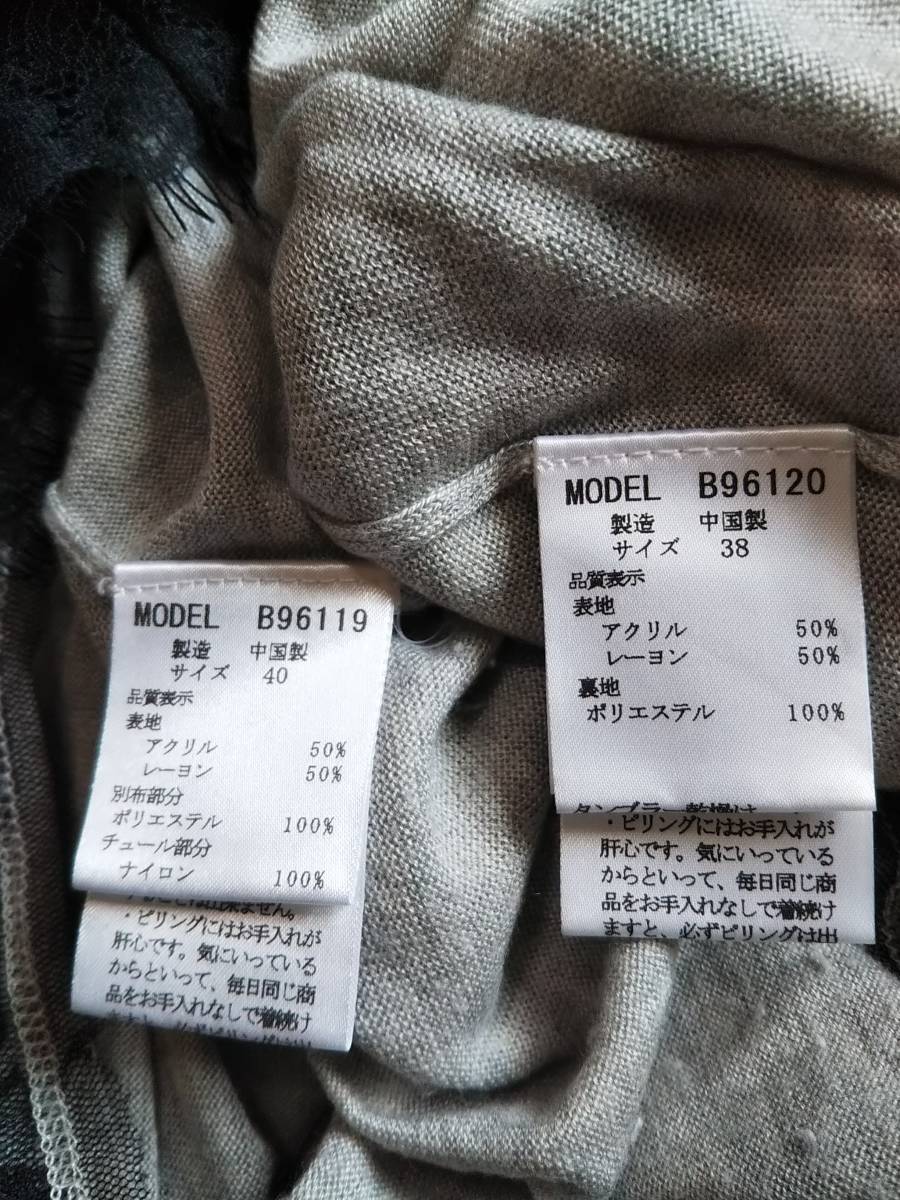 MODEL B96119
製造 中国製
サイズ 40
品質表示
表地
アクリル 50%
レーヨン 50%
別布部分
ポリエステル 100%
チュール部分
ナイロン 100%
・ピリングにはお手入れが
肝心です。気にいっている
からといって、毎日同じ商
品をお手入れなしで着続け
MODEL B96120
製造 中国製
サイズ 38
品質表示
表地
アクリル 50%
レーヨン 50%
裏地
ポリエステル 100%
タンブラー乾燥は
・ピリングにはお手入れが
肝心です。気にいっている
からといって、毎日同じ商
品をお手入れなしで着続け
ますと、必ずピリングは出